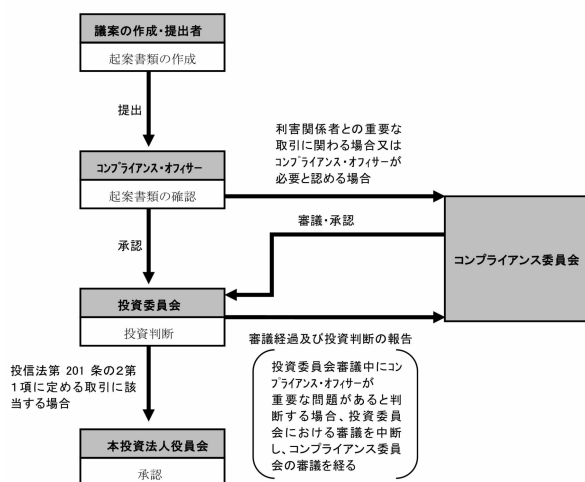 議案の作成・提出者
起案書類の作成
提出
利害関係者との重要な
取引に関わる場合又は
コンプライアンス・オフィサーが
必要と認める場合
コンプライアンス・オフィサー
起案書類の確認
審議・承認
承認
コンプライアンス委員会
投資委員会
投資判断
審議経過及び投資判断の報告
投信法第 201 条の2第
1項に定める取引に該
当する場合
投資委員会審議中にコン
プライアンス・オフィサーが
重要な問題があると判
断する場合、投資委員
会における審議を中断
し、コンプライアンス委員
会の審議を経る
本投資法人役員会
承認